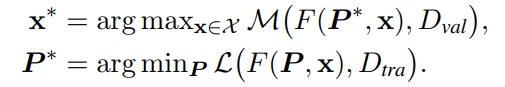 x* = arg max_{x∈𝒳} ℳ(F(P*, x), D_val),
P* = arg min_P ℒ(F(P, x), D_tra).